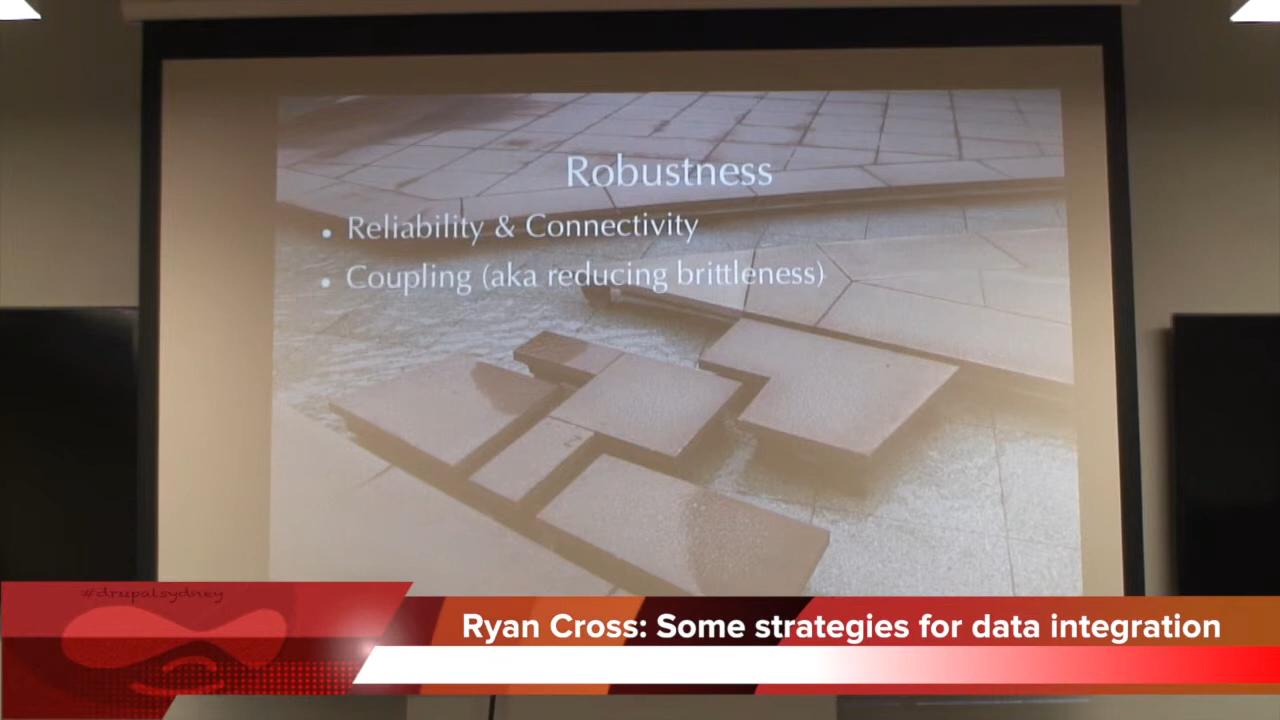 Robustness
• Reliability & Connectivity
• Coupling (aka reducing brittleness)
#drupalsydney
Ryan Cross: Some strategies for data integration